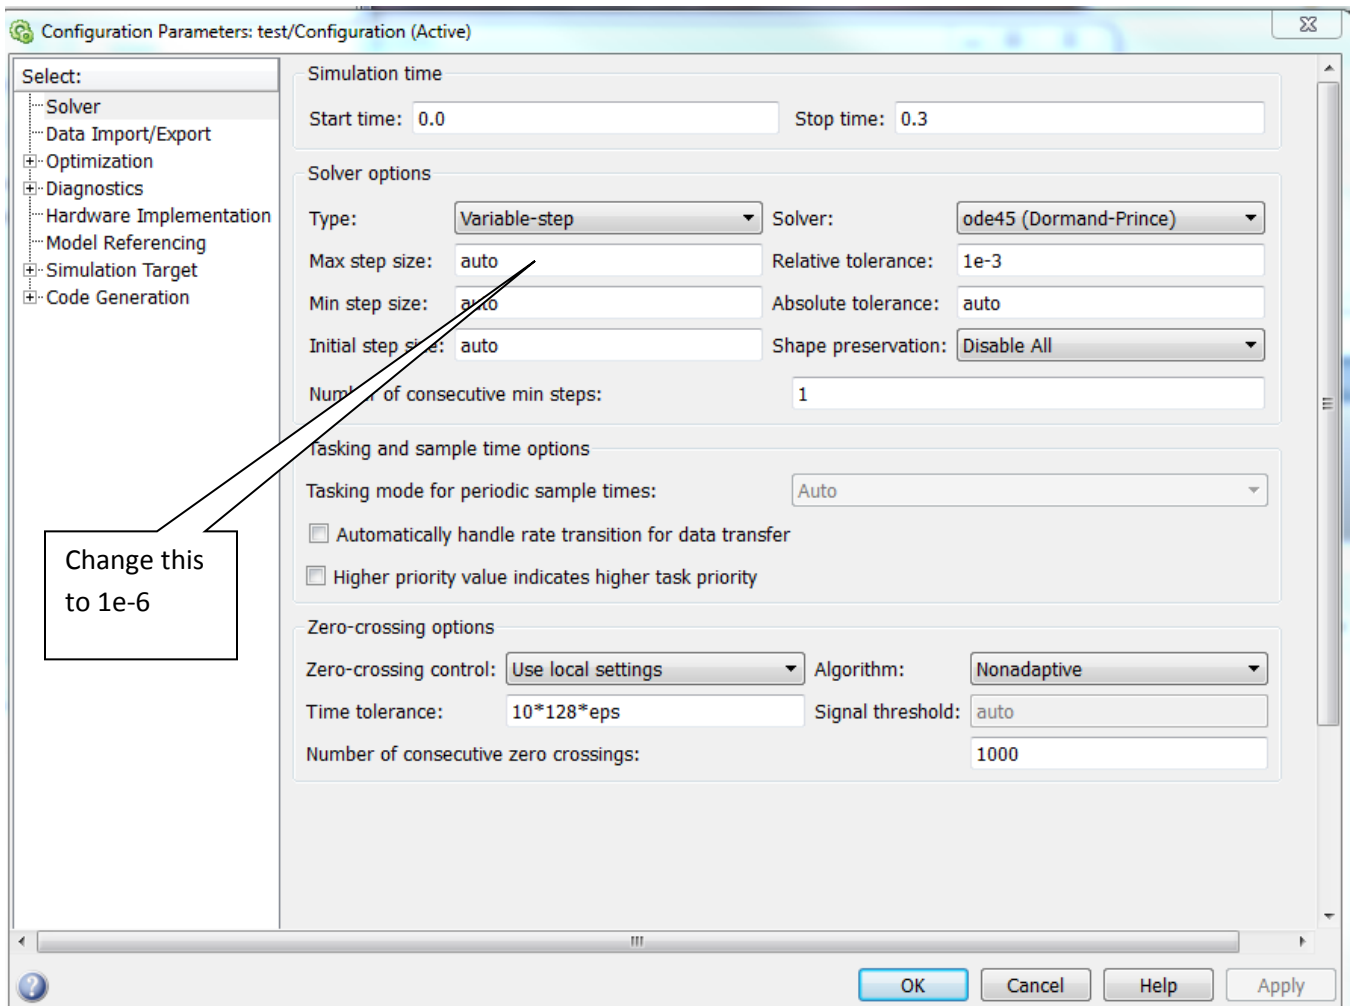 Configuration Parameters: test/Configuration (Active)
Select:
Solver
Data Import/Export
Optimization
Diagnostics
Hardware Implementation
Model Referencing
Simulation Target
Code Generation
Simulation time
Start time: 0.0 Stop time: 0.3
Solver options
Type: Variable-step Solver: ode45 (Dormand-Prince)
Max step size: auto Relative tolerance: 1e-3
Min step size: auto Absolute tolerance: auto
Initial step size: auto Shape preservation: Disable All
Number of consecutive min steps: 1
Tasking and sample time options
Tasking mode for periodic sample times: Auto
Automatically handle rate transition for data transfer
Higher priority value indicates higher task priority
Change this
to 1e-6
Zero-crossing options
Zero-crossing control: Use local settings Algorithm: Nonadaptive
Time tolerance: 10*128*eps Signal threshold: auto
Number of consecutive zero crossings: 1000
OK Cancel Help Apply